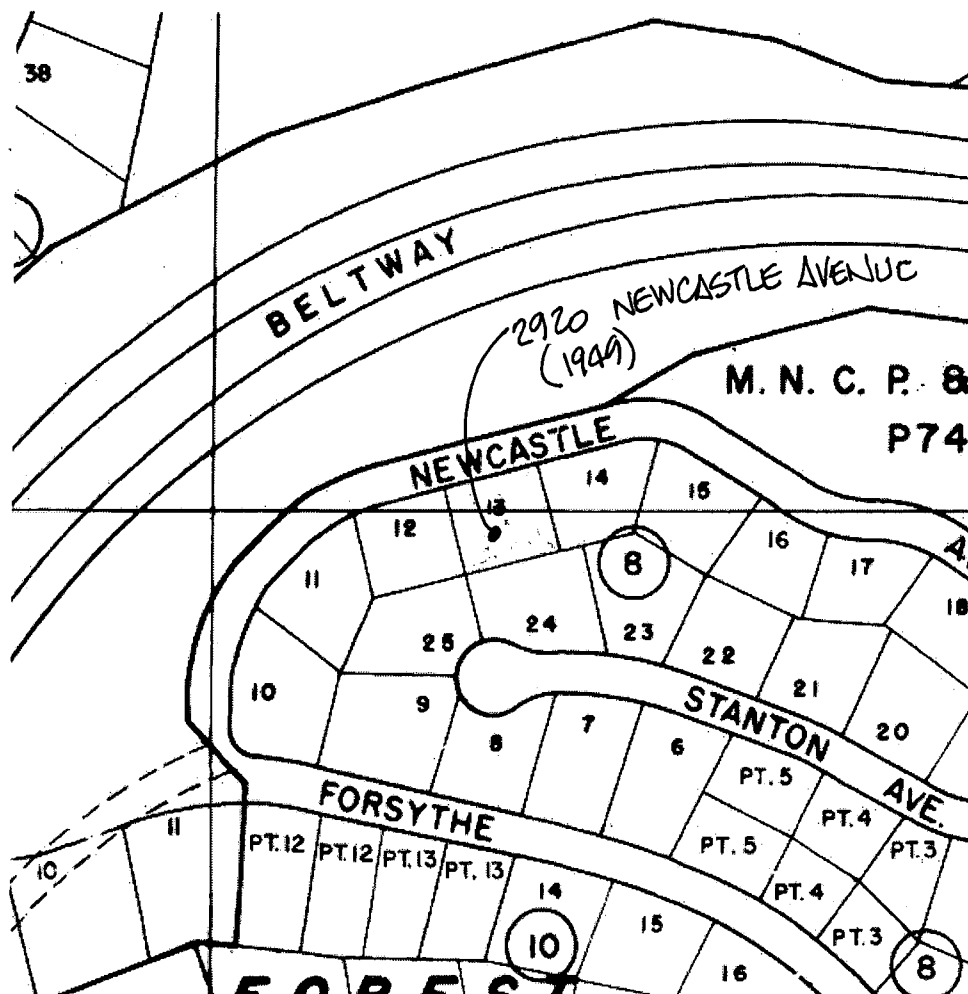 38
BELTWAY
2920 NEWCASTLE AVENUE
(1949)
M. N. C. P. &
P74
NEWCASTLE
14
15
13
12
16
8
17
11
18
24
25
23
22
10
9
21
8
7
STANTON
20
6
PT. 5
FORSYTHE
AVE.
PT. 4
11
PT. 12
PT. 12
PT. 13
PT. 13
PT. 5
PT. 3
10
14
PT. 4
15
PT. 3
10
8
16
FOREST